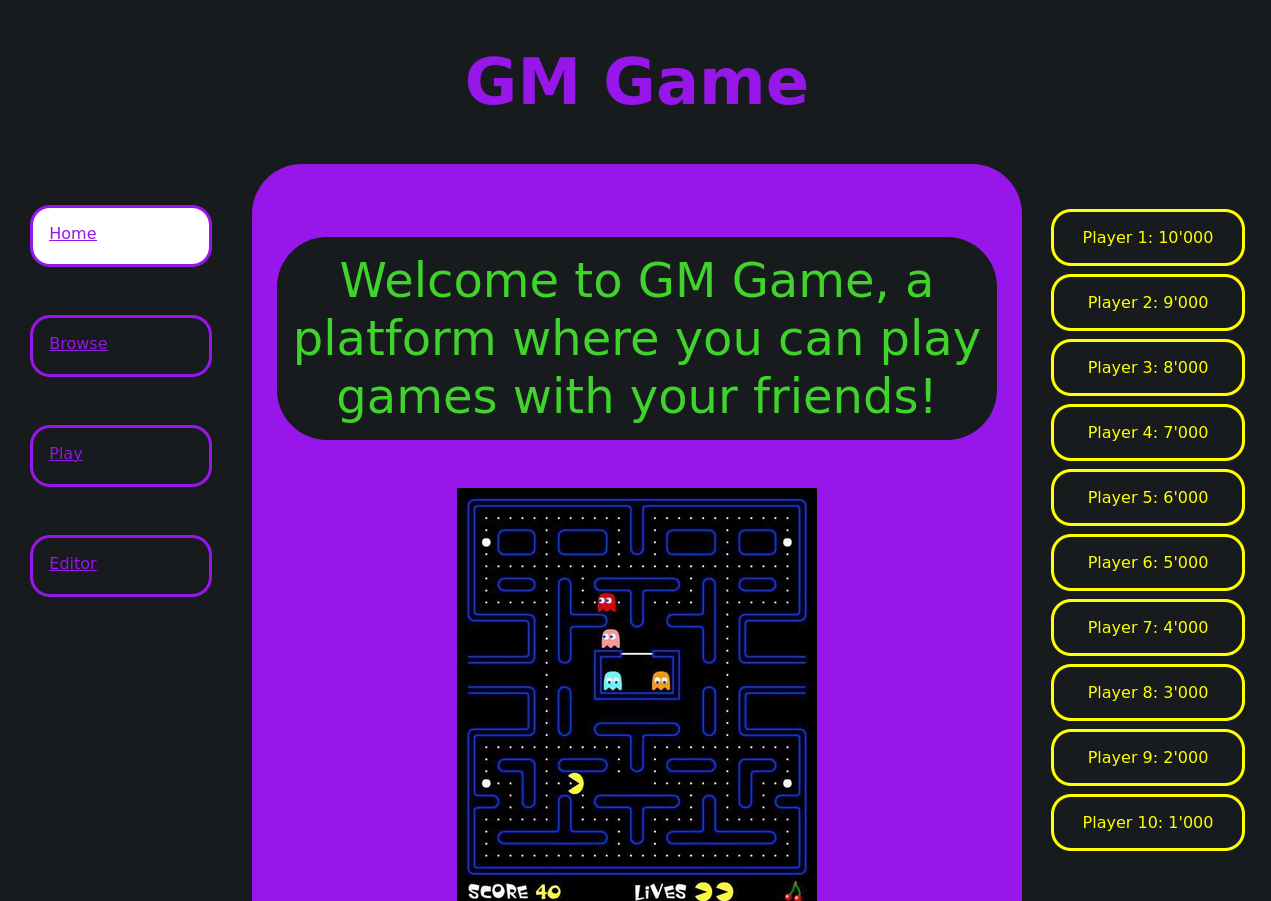 GM Game
Home
Browse
Play
Editor
Welcome to GM Game, a
platform where you can play
games with your friends!
SCORE 40
LIVES
Player 1: 10'000
Player 2: 9'000
Player 3: 8'000
Player 4: 7'000
Player 5: 6'000
Player 6: 5'000
Player 7: 4'000
Player 8: 3'000
Player 9: 2'000
Player 10: 1'000